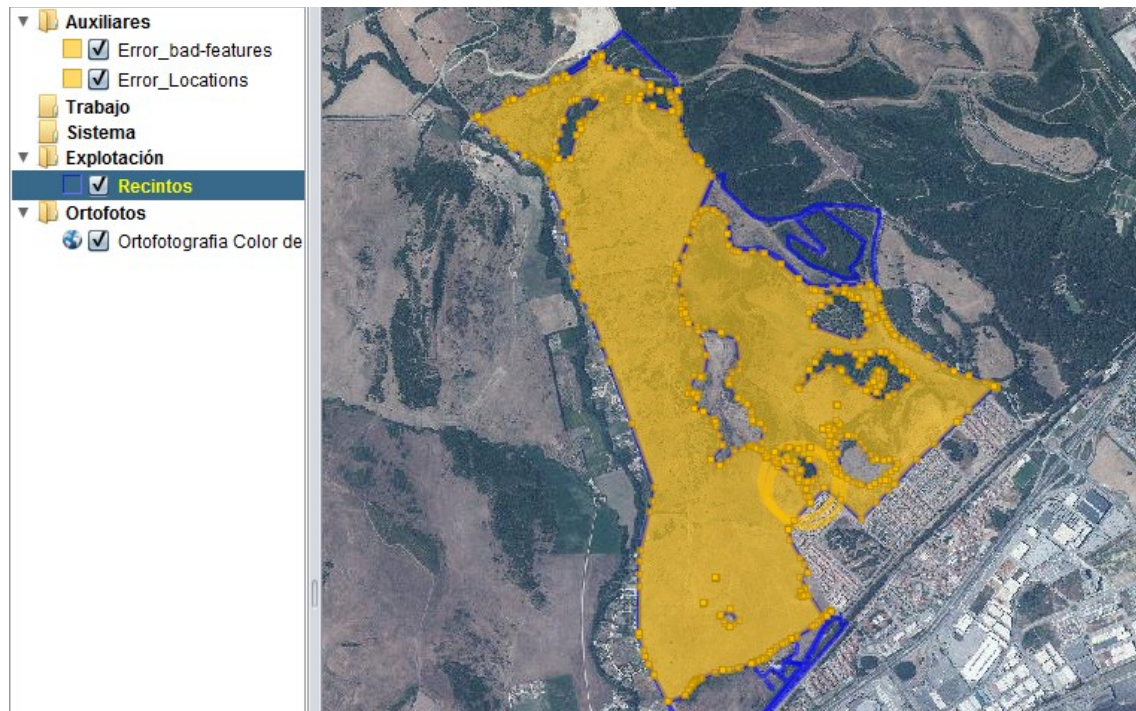 Auxiliares
Error_bad-features
Error_Locations
Trabajo
Sistema
Explotación
Recintos
Ortofotos
Ortofotografia Color de